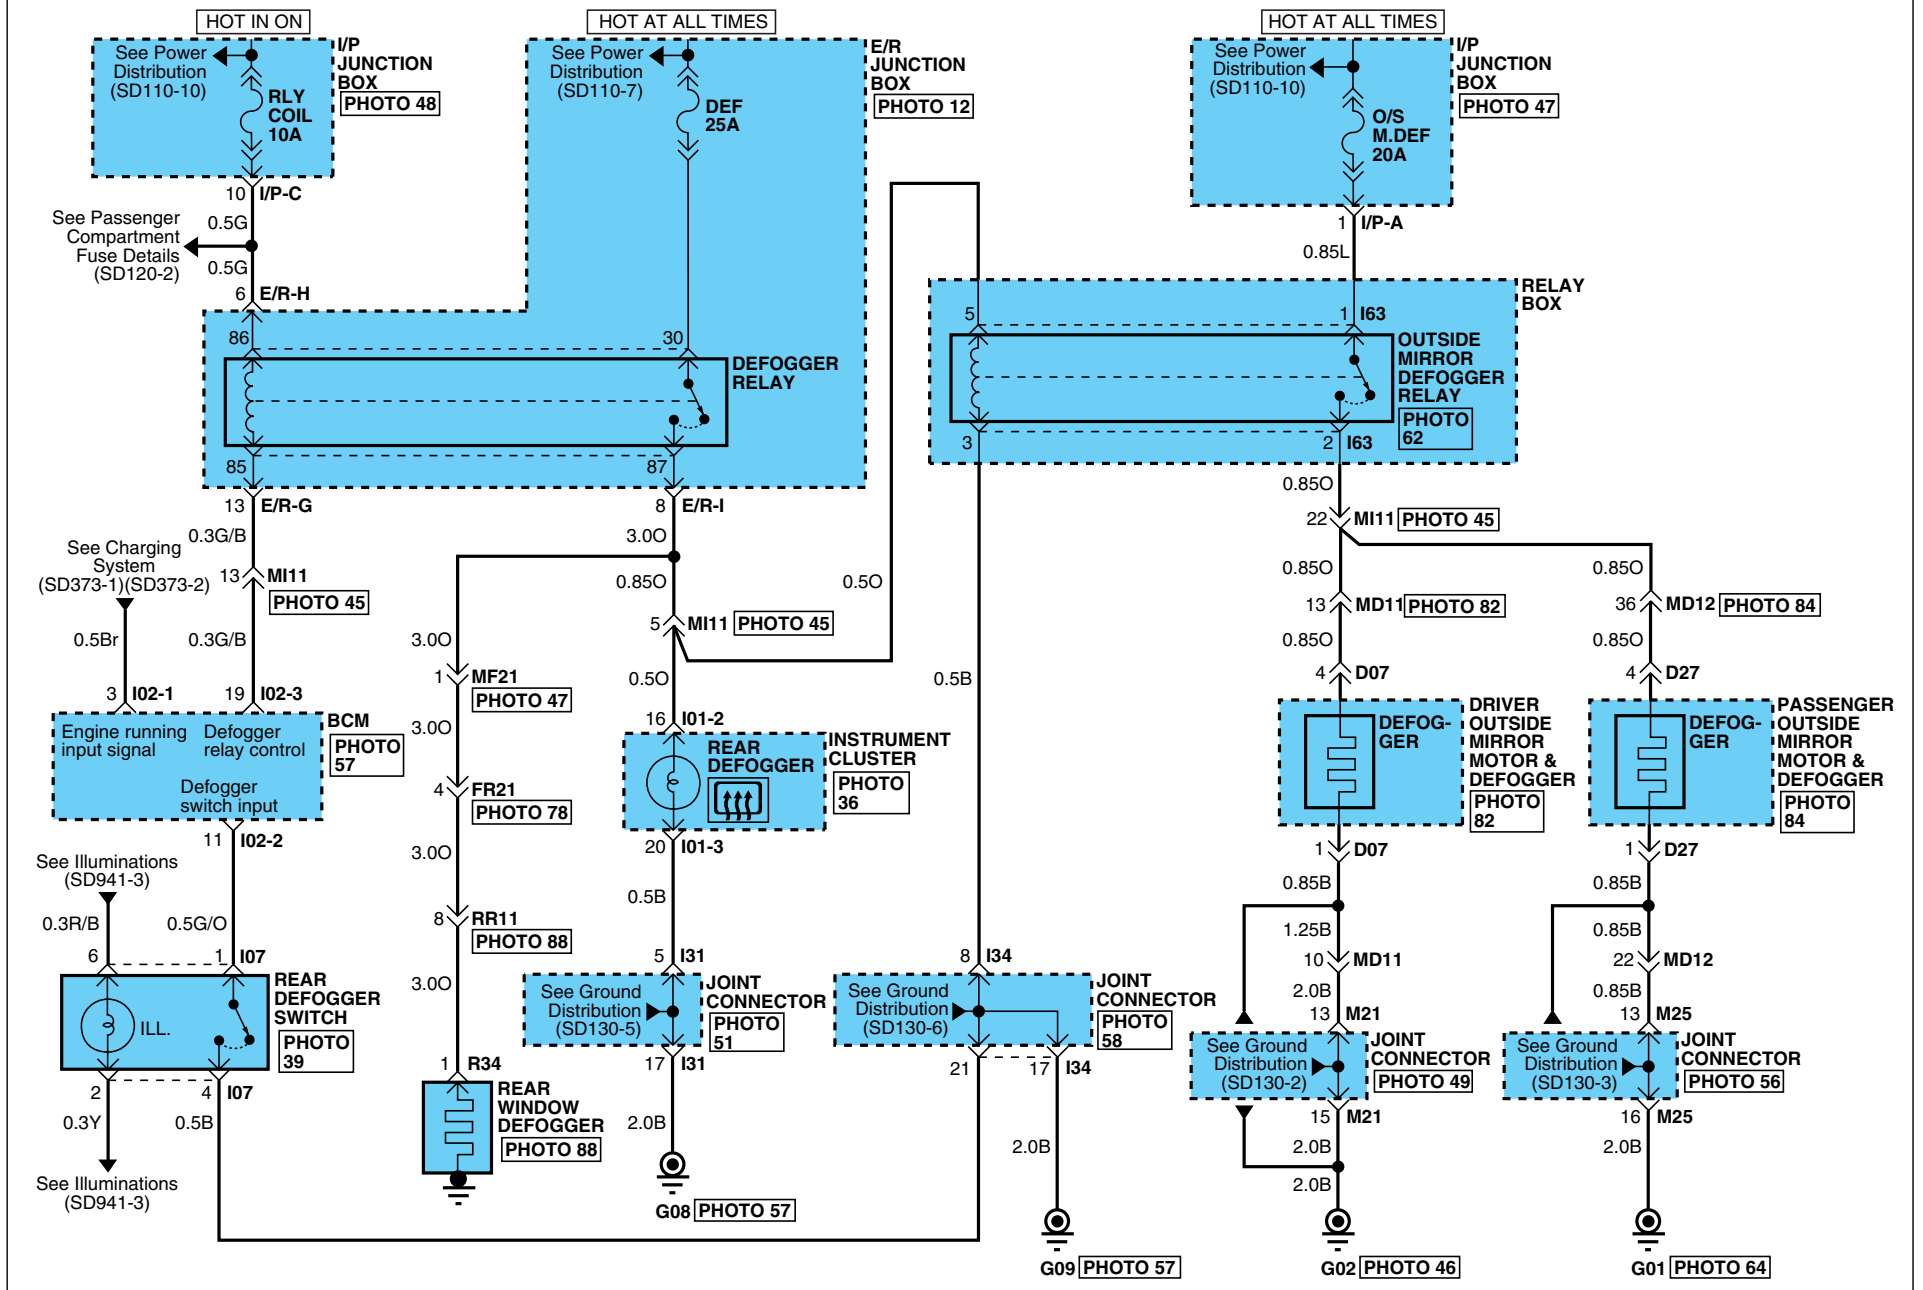 HOT IN ON
HOT AT ALL TIMES
HOT AT ALL TIMES
See Power
Distribution
(SD110-10)
RLY
COIL
10A
I/P
JUNCTION
BOX
PHOTO 48
See Power
Distribution
(SD110-7)
DEF
25A
E/R
JUNCTION
BOX
PHOTO 12
See Power
Distribution
(SD110-10)
O/S
M.DEF
20A
I/P
JUNCTION
BOX
PHOTO 47
10 I/P-C
0.5G
See Passenger
Compartment
Fuse Details
(SD120-2)
0.5G
6 E/R-H
1 I/P-A
0.85L
86
30
DEFOGGER
RELAY
85
87
13 E/R-G
8 E/R-I
RELAY
BOX
5
1 I63
OUTSIDE
MIRROR
DEFOGGER
RELAY
PHOTO
62
3
2 I63
0.3G/B
3.0O
0.85O
See Charging
System
(SD373-1)(SD373-2)
13 MI11
PHOTO 45
0.85O
0.5O
22 MI11 PHOTO 45
0.85O
0.85O
0.5Br
0.3G/B
3.0O
5 MI11 PHOTO 45
13 MD11 PHOTO 82
36 MD12 PHOTO 84
0.85O
0.85O
1 MF21
PHOTO 47
0.5O
0.5B
4 D07
4 D27
3 I02-1
19 I02-3
Engine running
input signal
Defogger
relay control
Defogger
switch input
BCM
PHOTO
57
3.0O
16 I01-2
REAR
DEFOGGER
INSTRUMENT
CLUSTER
PHOTO
36
DEFOG-
GER
DRIVER
OUTSIDE
MIRROR
MOTOR &
DEFOGGER
PHOTO
82
DEFOG-
GER
PASSENGER
OUTSIDE
MIRROR
MOTOR &
DEFOGGER
PHOTO
84
4 FR21
PHOTO 78
11 I02-2
20 I01-3
1 D07
1 D27
See Illuminations
(SD941-3)
3.0O
0.5B
0.85B
0.85B
0.3R/B
0.5G/O
8 RR11
PHOTO 88
1.25B
0.85B
6
1 I07
5 I31
8 I34
10 MD11
22 MD12
ILL.
REAR
DEFOGGER
SWITCH
PHOTO
39
3.0O
See Ground
Distribution
(SD130-5)
JOINT
CONNECTOR
PHOTO
51
See Ground
Distribution
(SD130-6)
JOINT
CONNECTOR
PHOTO
58
2.0B
0.85B
13 M21
13 M25
See Ground
Distribution
(SD130-2)
JOINT
CONNECTOR
PHOTO 49
See Ground
Distribution
(SD130-3)
JOINT
CONNECTOR
PHOTO 56
2
4 I07
1 R34
17 I31
21
17 I34
15 M21
16 M25
0.3Y
0.5B
REAR
WINDOW
DEFOGGER
PHOTO 88
2.0B
2.0B
2.0B
2.0B
See Illuminations
(SD941-3)
2.0B
G08 PHOTO 57
G09 PHOTO 57
G02 PHOTO 46
G01 PHOTO 64